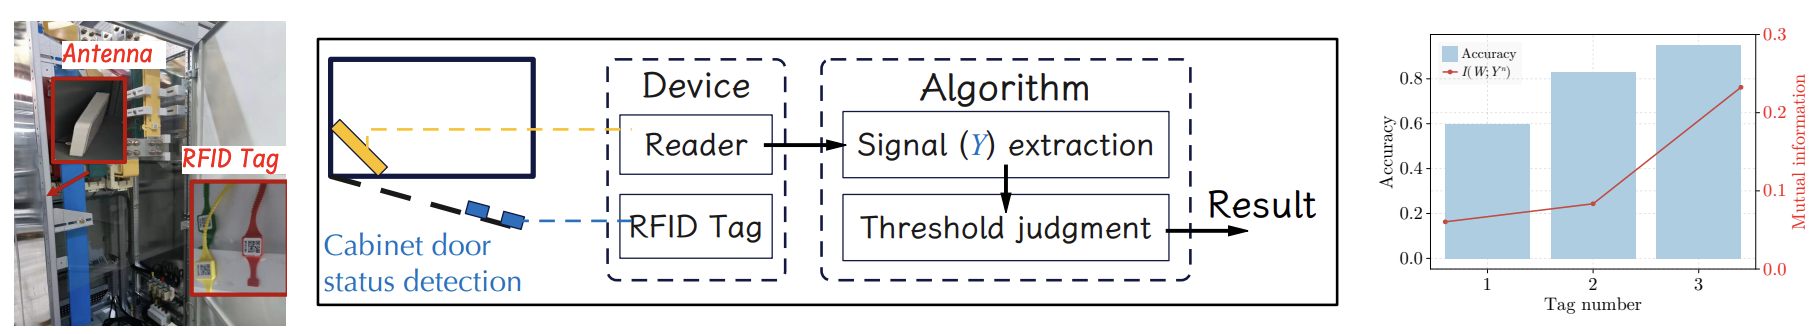 Antenna
RFID Tag
Cabinet door
status detection
Device
Reader
RFID Tag
Algorithm
Signal (Y) extraction
Threshold judgment
Result
Accuracy
I(W; Yⁿ)
Accuracy
0.8
0.6
0.4
0.2
0.0
0.3
0.2
0.1
0.0
Mutual information
1 2 3
Tag number